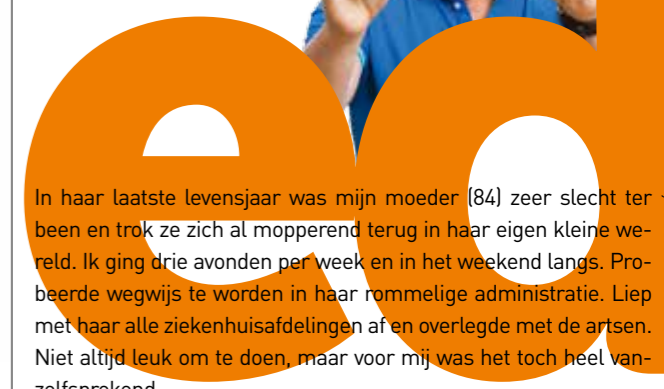 ed
In haar laatste levensjaar was mijn moeder (84) zeer slecht ter
been en trok ze zich al mopperend terug in haar eigen kleine we-
reld. Ik ging drie avonden per week en in het weekend langs. Pro-
beerde wegwijs te worden in haar rommelige administratie. Liep
met haar alle ziekenhuisafdelingen af en overlegde met de artsen.
Niet altijd leuk om te doen, maar voor mij was het toch heel van-
zelfsprekend